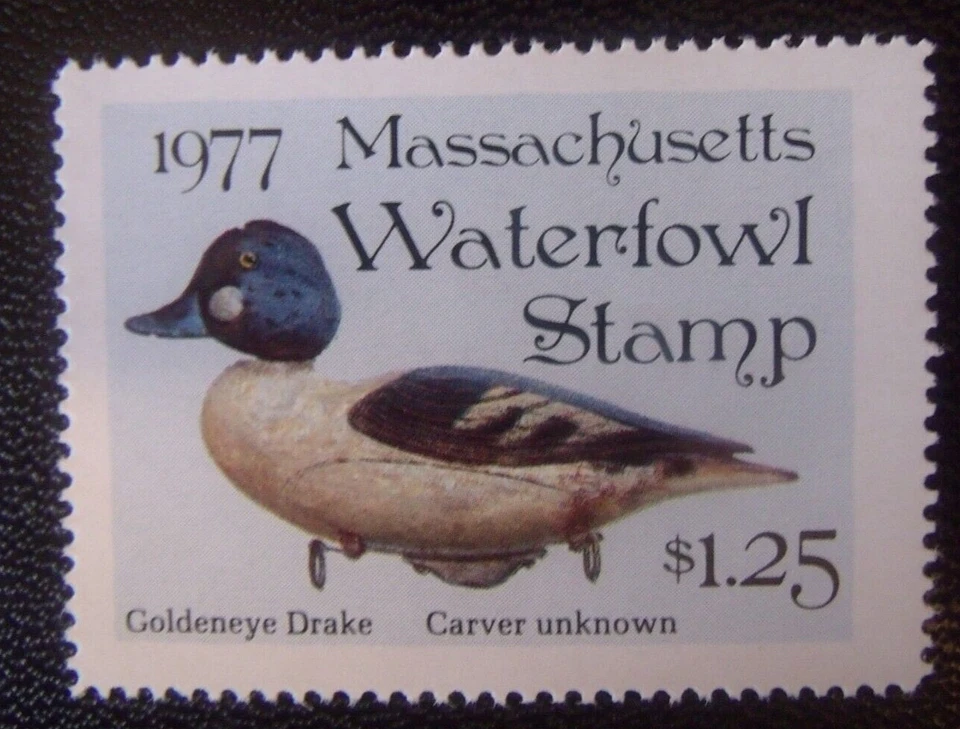 1977 Massachusetts
Waterfowl
Stamp
$1.25
Goldeneye Drake Carver unknown